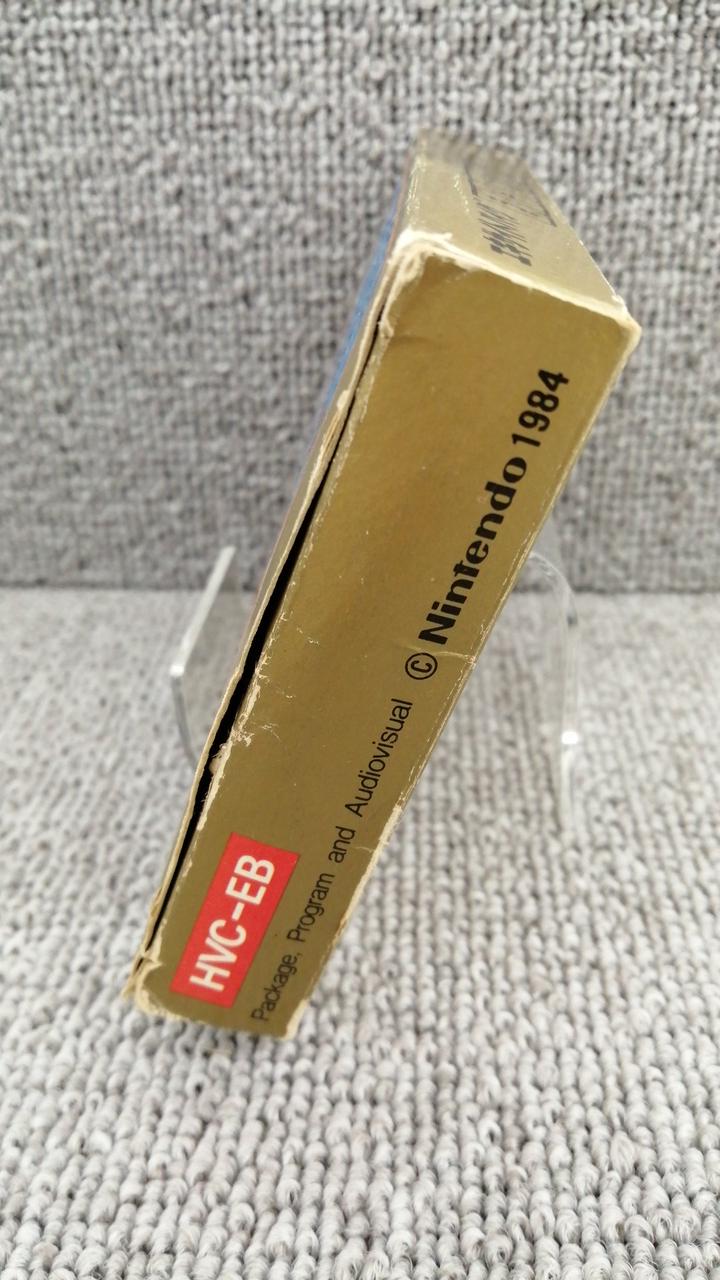 HVC-EB
Package, Program and Audiovisual © Nintendo 1984